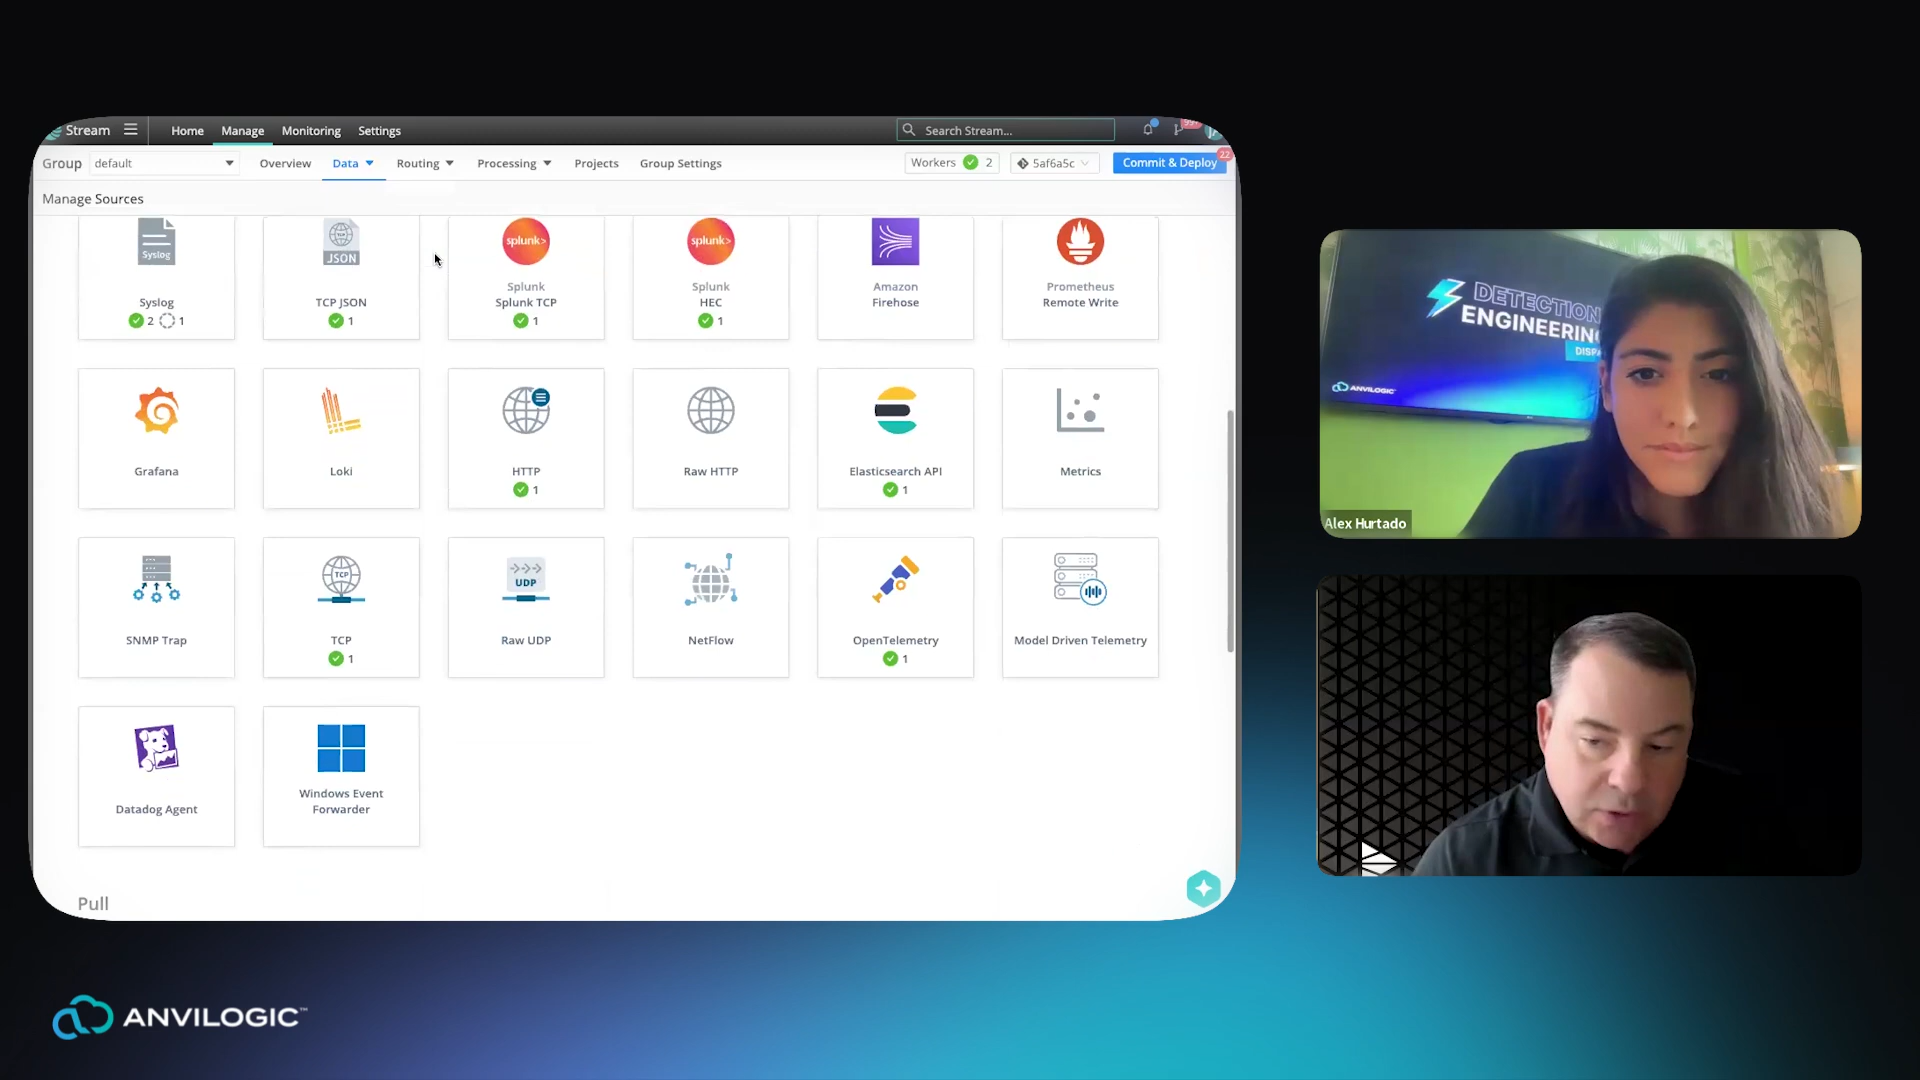 Stream
Home
Manage
Monitoring
Settings
Search Stream...
Group
default
Overview
Data
Routing
Processing
Projects
Group Settings
Workers
2
5af6a5c
Commit & Deploy
22
Manage Sources
Syslog
Syslog
2
1
TCP
JSON
TCP JSON
1
splunk>
Splunk
Splunk TCP
1
splunk>
Splunk
HEC
1
Amazon
Firehose
Prometheus
Remote Write
Grafana
Loki
HTTP
1
Raw HTTP
Elasticsearch API
1
Metrics
SNMP Trap
TCP
TCP
1
UDP
Raw UDP
NetFlow
OpenTelemetry
1
Model Driven Telemetry
Datadog Agent
Windows Event
Forwarder
Pull
DETECTION
ENGINEERING
ANVILOGIC
Alex Hurtado
ANVILOGIC™